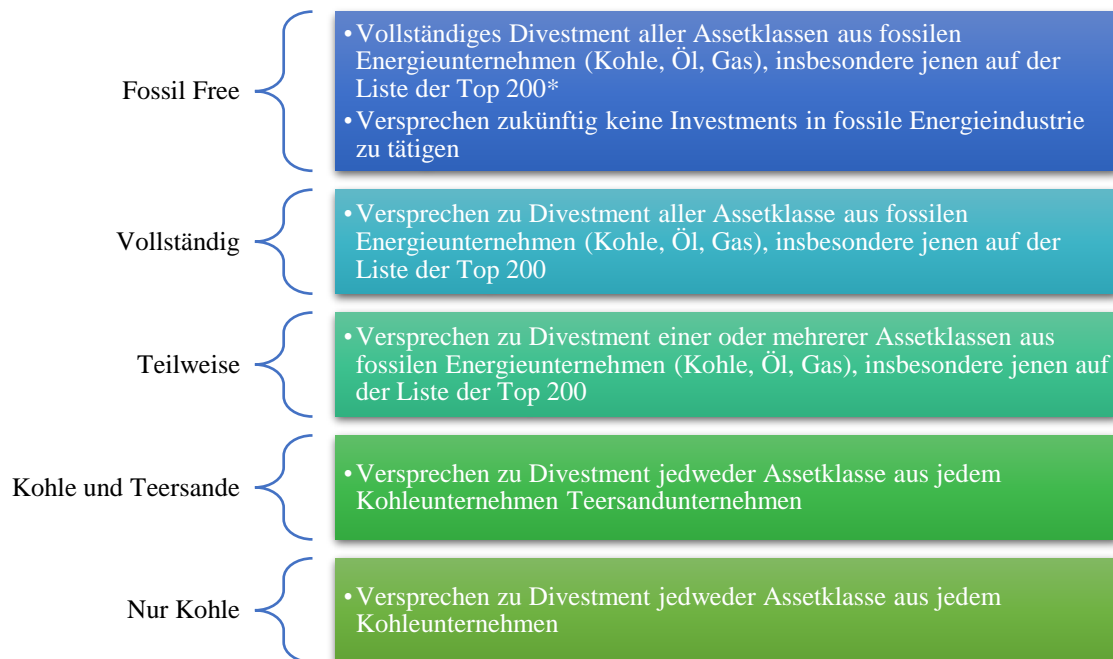 Fossil Free
•Vollständiges Divestment aller Assetklassen aus fossilen
Energieunternehmen (Kohle, Öl, Gas), insbesondere jenen auf der
Liste der Top 200*
•Versprechen zukünftig keine Investments in fossile Energieindustrie
zu tätigen
Vollständig
•Versprechen zu Divestment aller Assetklasse aus fossilen
Energieunternehmen (Kohle, Öl, Gas), insbesondere jenen auf der
Liste der Top 200
Teilweise
•Versprechen zu Divestment einer oder mehrerer Assetklassen aus
fossilen Energieunternehmen (Kohle, Öl, Gas), insbesondere jenen auf
der Liste der Top 200
Kohle und Teersande
•Versprechen zu Divestment jedweder Assetklasse aus jedem
Kohleunternehmen Teersandunternehmen
Nur Kohle
•Versprechen zu Divestment jedweder Assetklasse aus jedem
Kohleunternehmen